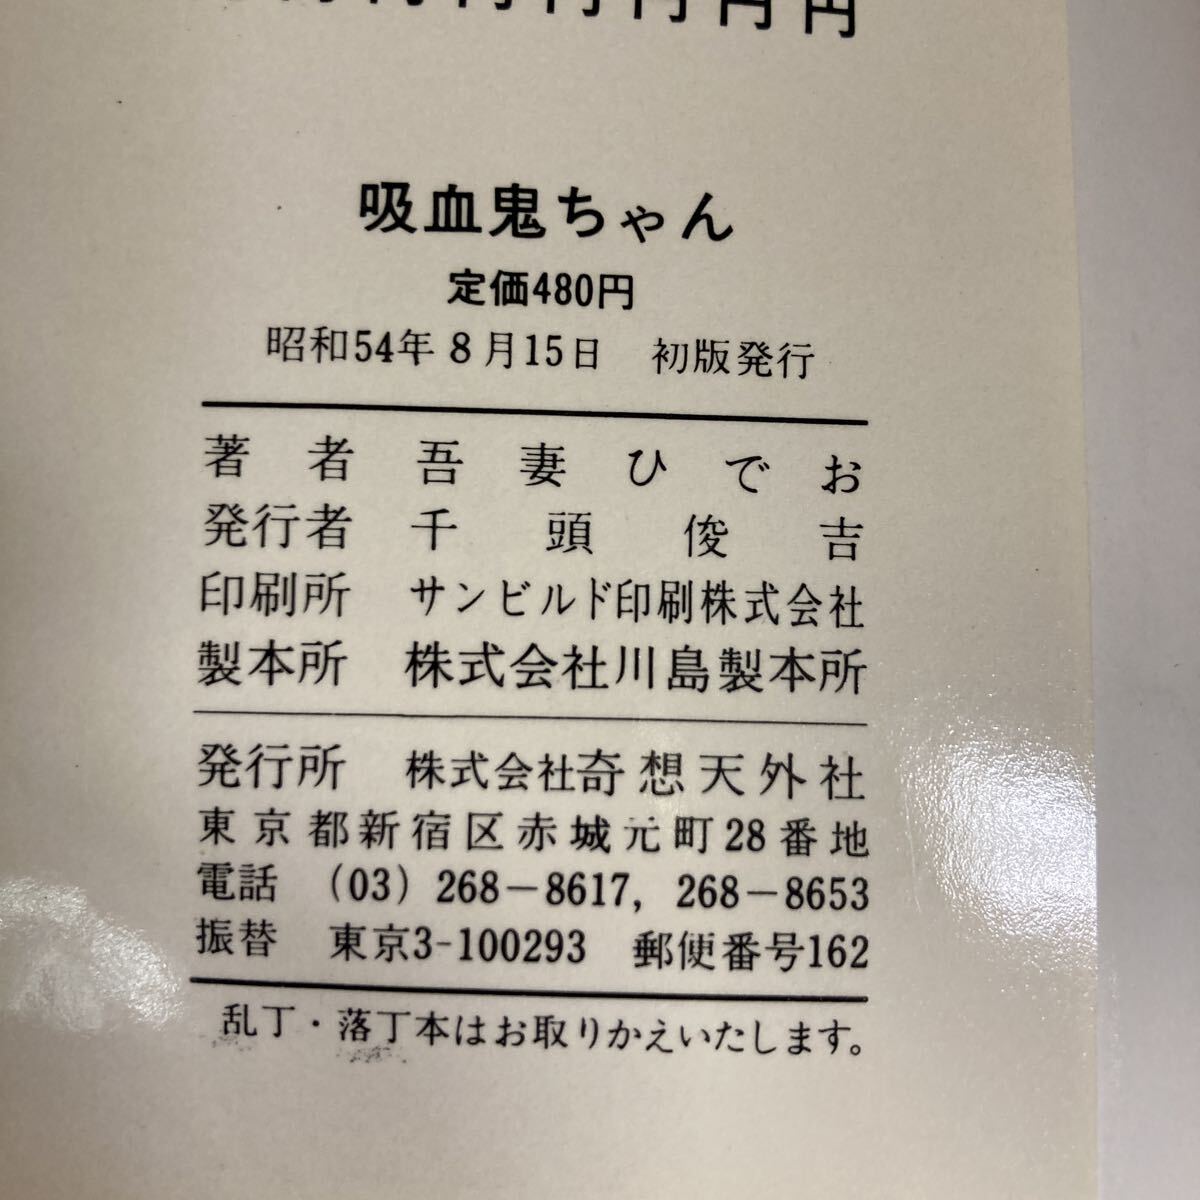 円 円 円 円
吸血鬼ちゃん
定価480円
昭和54年8月15日 初版発行
著者 吾妻ひでお
発行者 千頭俊吉
印刷所 サンビルド印刷株式会社
製本所 株式会社川島製本所
発行所 株式会社奇想天外社
東京都新宿区赤城元町28番地
電話 (03) 268-8617, 268-8653
振替 東京3-100293 郵便番号162
乱丁・落丁本はお取りかえいたします。